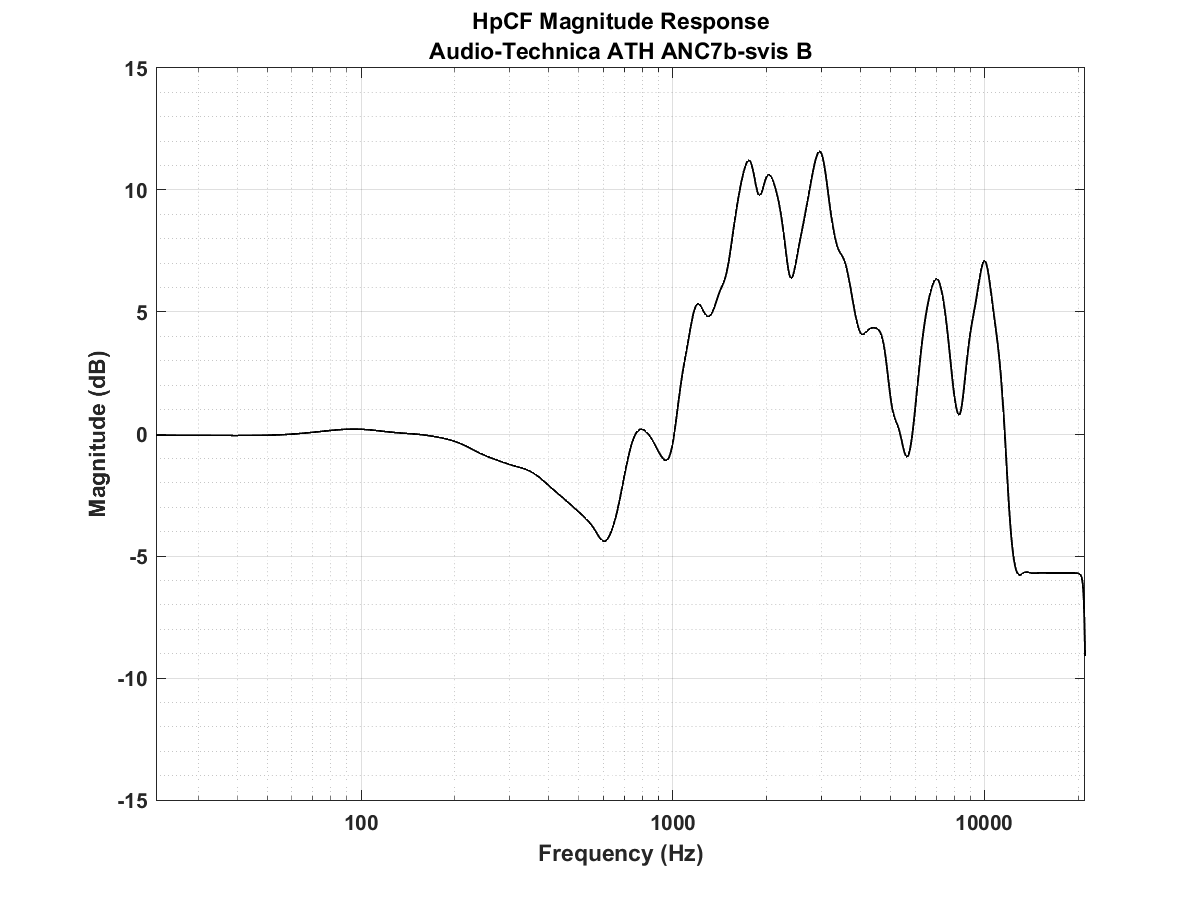 HpCF Magnitude Response
Audio-Technica ATH ANC7b-svis B
15
10
5
0
-5
-10
-15
Magnitude (dB)
100
1000
10000
Frequency (Hz)